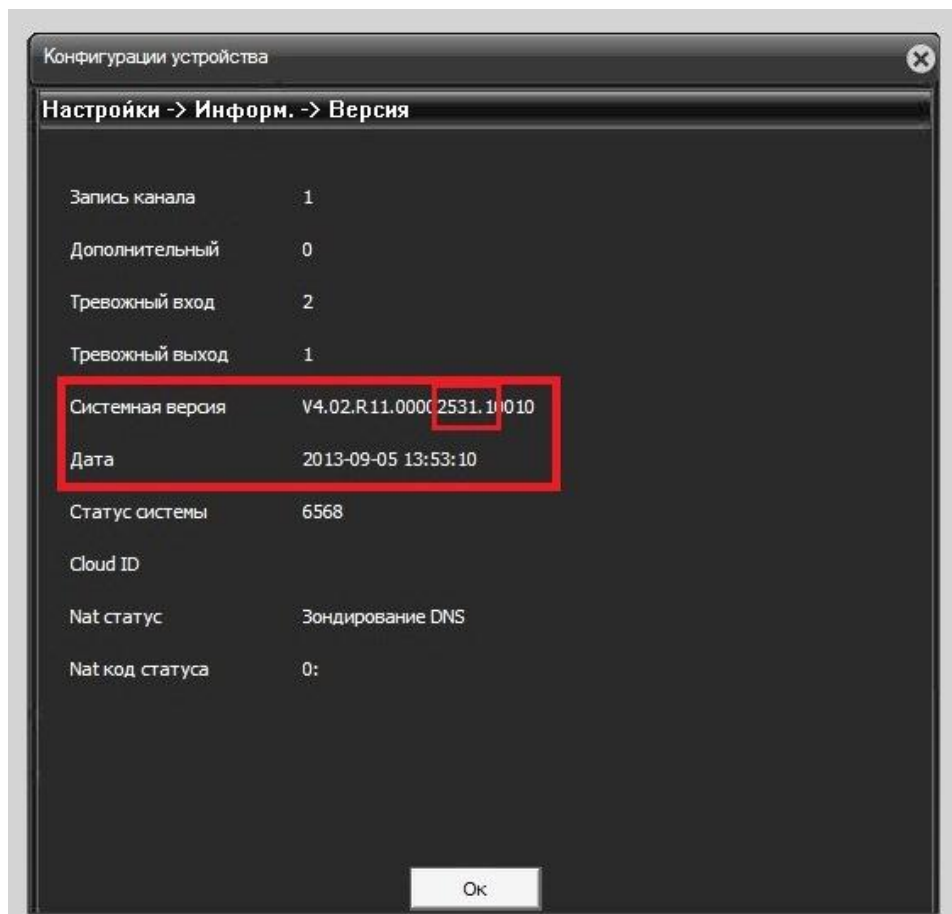 Конфигурации устройства
Настройки -> Информ. -> Версия
Запись канала 1
Дополнительный 0
Тревожный вход 2
Тревожный выход 1
Системная версия V4.02.R11.00002531.10010
Дата 2013-09-05 13:53:10
Статус системы 6568
Cloud ID
Nat статус Зондирование DNS
Nat код статуса 0:
Ок